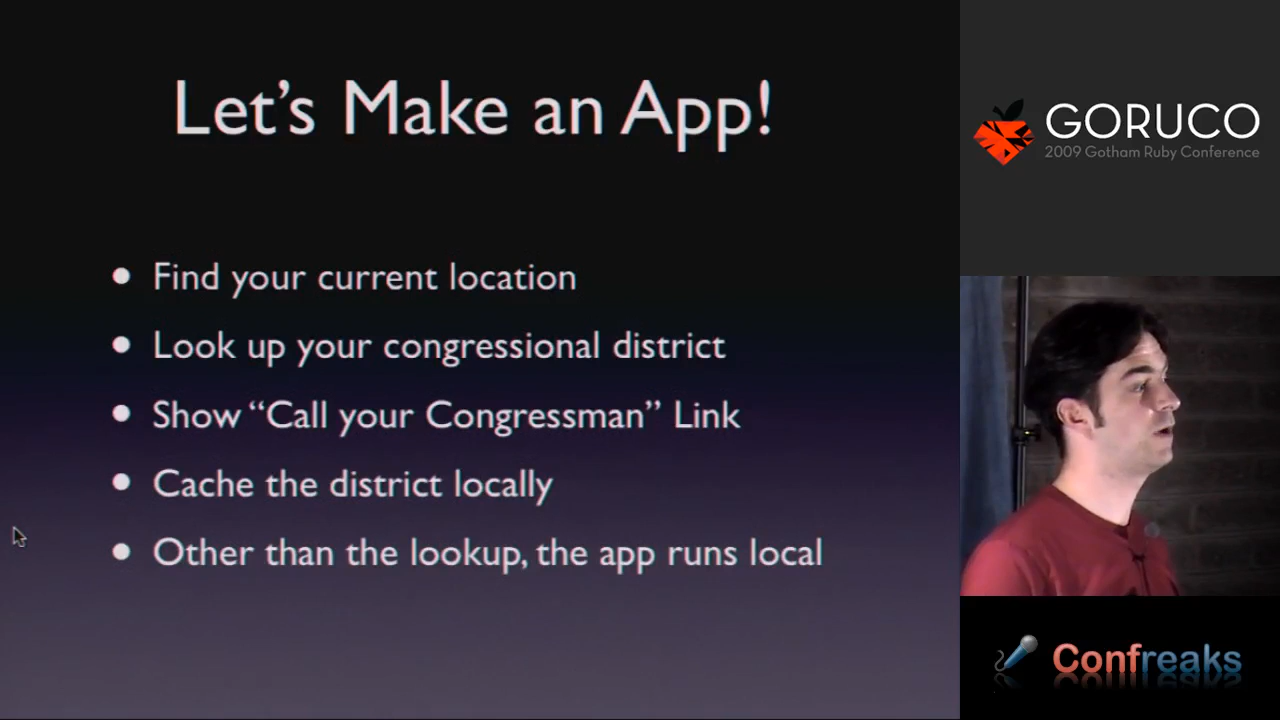 Let's Make an App!
• Find your current location
• Look up your congressional district
• Show “Call your Congressman” Link
• Cache the district locally
• Other than the lookup, the app runs local
GORUCO
2009 Gotham Ruby Conference
Confreaks